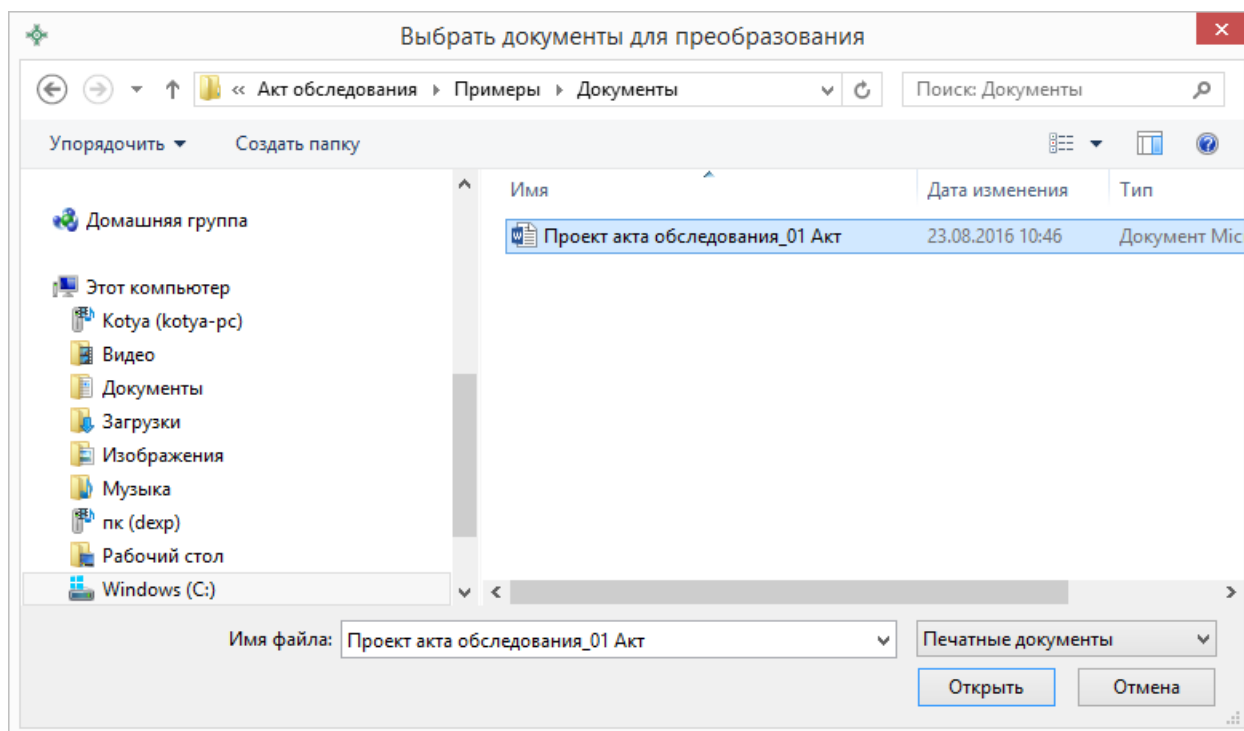 Выбрать документы для преобразования
« Акт обследования Примеры Документы Поиск: Документы
Упорядочить Создать папку
Имя Дата изменения Тип
Домашняя группа
Проект акта обследования_01 Акт 23.08.2016 10:46 Документ Mic
Этот компьютер
Kotya (kotya-pc)
Видео
Документы
Загрузки
Изображения
Музыка
пк (dexp)
Рабочий стол
Windows (C:)
Имя файла: Проект акта обследования_01 Акт Печатные документы
Открыть Отмена